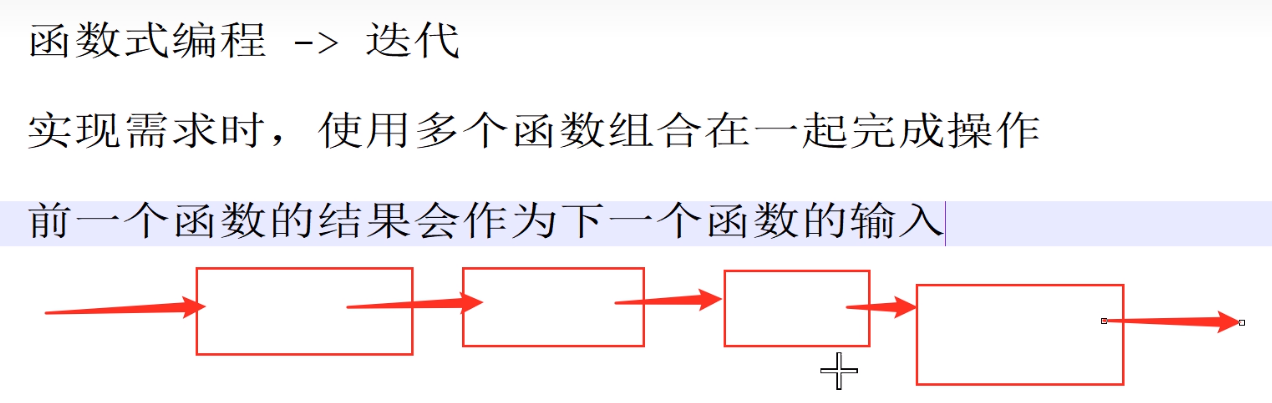 函数式编程 -> 迭代
实现需求时，使用多个函数组合在一起完成操作
前一个函数的结果会作为下一个函数的输入